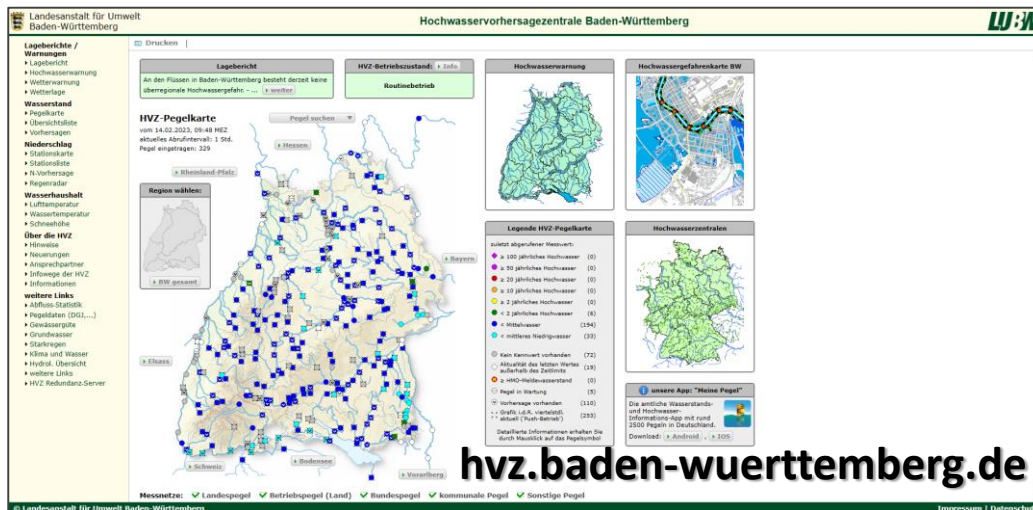 Landesanstalt für Umwelt
Baden-Württemberg
Hochwasservorhersagezentrale Baden-Württemberg
LUBW
Drucken |
Lageberichte /
Warnungen
Lagebericht
Hochwasserwarnung
Wetterwarnung
Wetterlage
Wasserstand
Pegelkarte
Übersichtsliste
Vorhersagen
Niederschlag
Stationskarte
Stationsliste
N-Vorhersage
Regenradar
Wasserhaushalt
Lufttemperatur
Wassertemperatur
Schneehöhe
Über die HVZ
Hinweise
Neuerungen
Ansprechpartner
Infowege der HVZ
Informationen
weitere Links
Abfluss-Statistik
Pegeldaten (DGJ,...)
Gewässergüte
Grundwasser
Starkregen
Klima und Wasser
Hydrol. Übersicht
weitere Links
HVZ Redundanz-Server
Lagebericht
An den Flüssen in Baden-Württemberg besteht derzeit keine
überregionale Hochwassergefahr. - ... weiter
HVZ-Betriebszustand: Info
Routinebetrieb
HVZ-Pegelkarte
vom 14.02.2023, 09:48 MEZ
aktuelles Abrufintervall: 1 Std.
Pegel eingetragen: 329
Pegel suchen
Hessen
Rheinland-Pfalz
Region wählen:
BW gesamt
Bayern
Elsass
Schweiz
Bodensee
Vorarlberg
Hochwasserwarnung
Hochwassergefahrenkarte BW
Legende HVZ-Pegelkarte
zuletzt abgerufener Messwert:
≥ 100 jährliches Hochwasser (0)
≥ 50 jährliches Hochwasser (0)
≥ 20 jährliches Hochwasser (0)
≥ 10 jährliches Hochwasser (0)
≥ 2 jährliches Hochwasser (0)
< 2 jährliches Hochwasser (6)
< Mittelwasser (194)
< mittleres Niedrigwasser (33)
Kein Kennwert vorhanden (72)
Aktualität des letzten Wertes
außerhalb des Zeitlimits (19)
≥ HMO-Meldewasserstand (0)
Pegel in Wartung (5)
Vorhersage vorhanden (110)
Grafik i.d.R. viertelstdl.
aktuell ('Push-Betrieb') (253)
Detaillierte Informationen erhalten Sie
durch Mausklick auf das Pegelsymbol
Hochwasserzentralen
unsere App: "Meine Pegel"
Die amtliche Wasserstands-
und Hochwasser-
Informations-App mit rund
2500 Pegeln in Deutschland.
Download: Android , IOS
hvz.baden-wuerttemberg.de
Messnetze: Landespegel Betriebspegel (Land) Bundespegel kommunale Pegel Sonstige Pegel
© Landesanstalt für Umwelt Baden-Württemberg
Impressum | Datenschutz